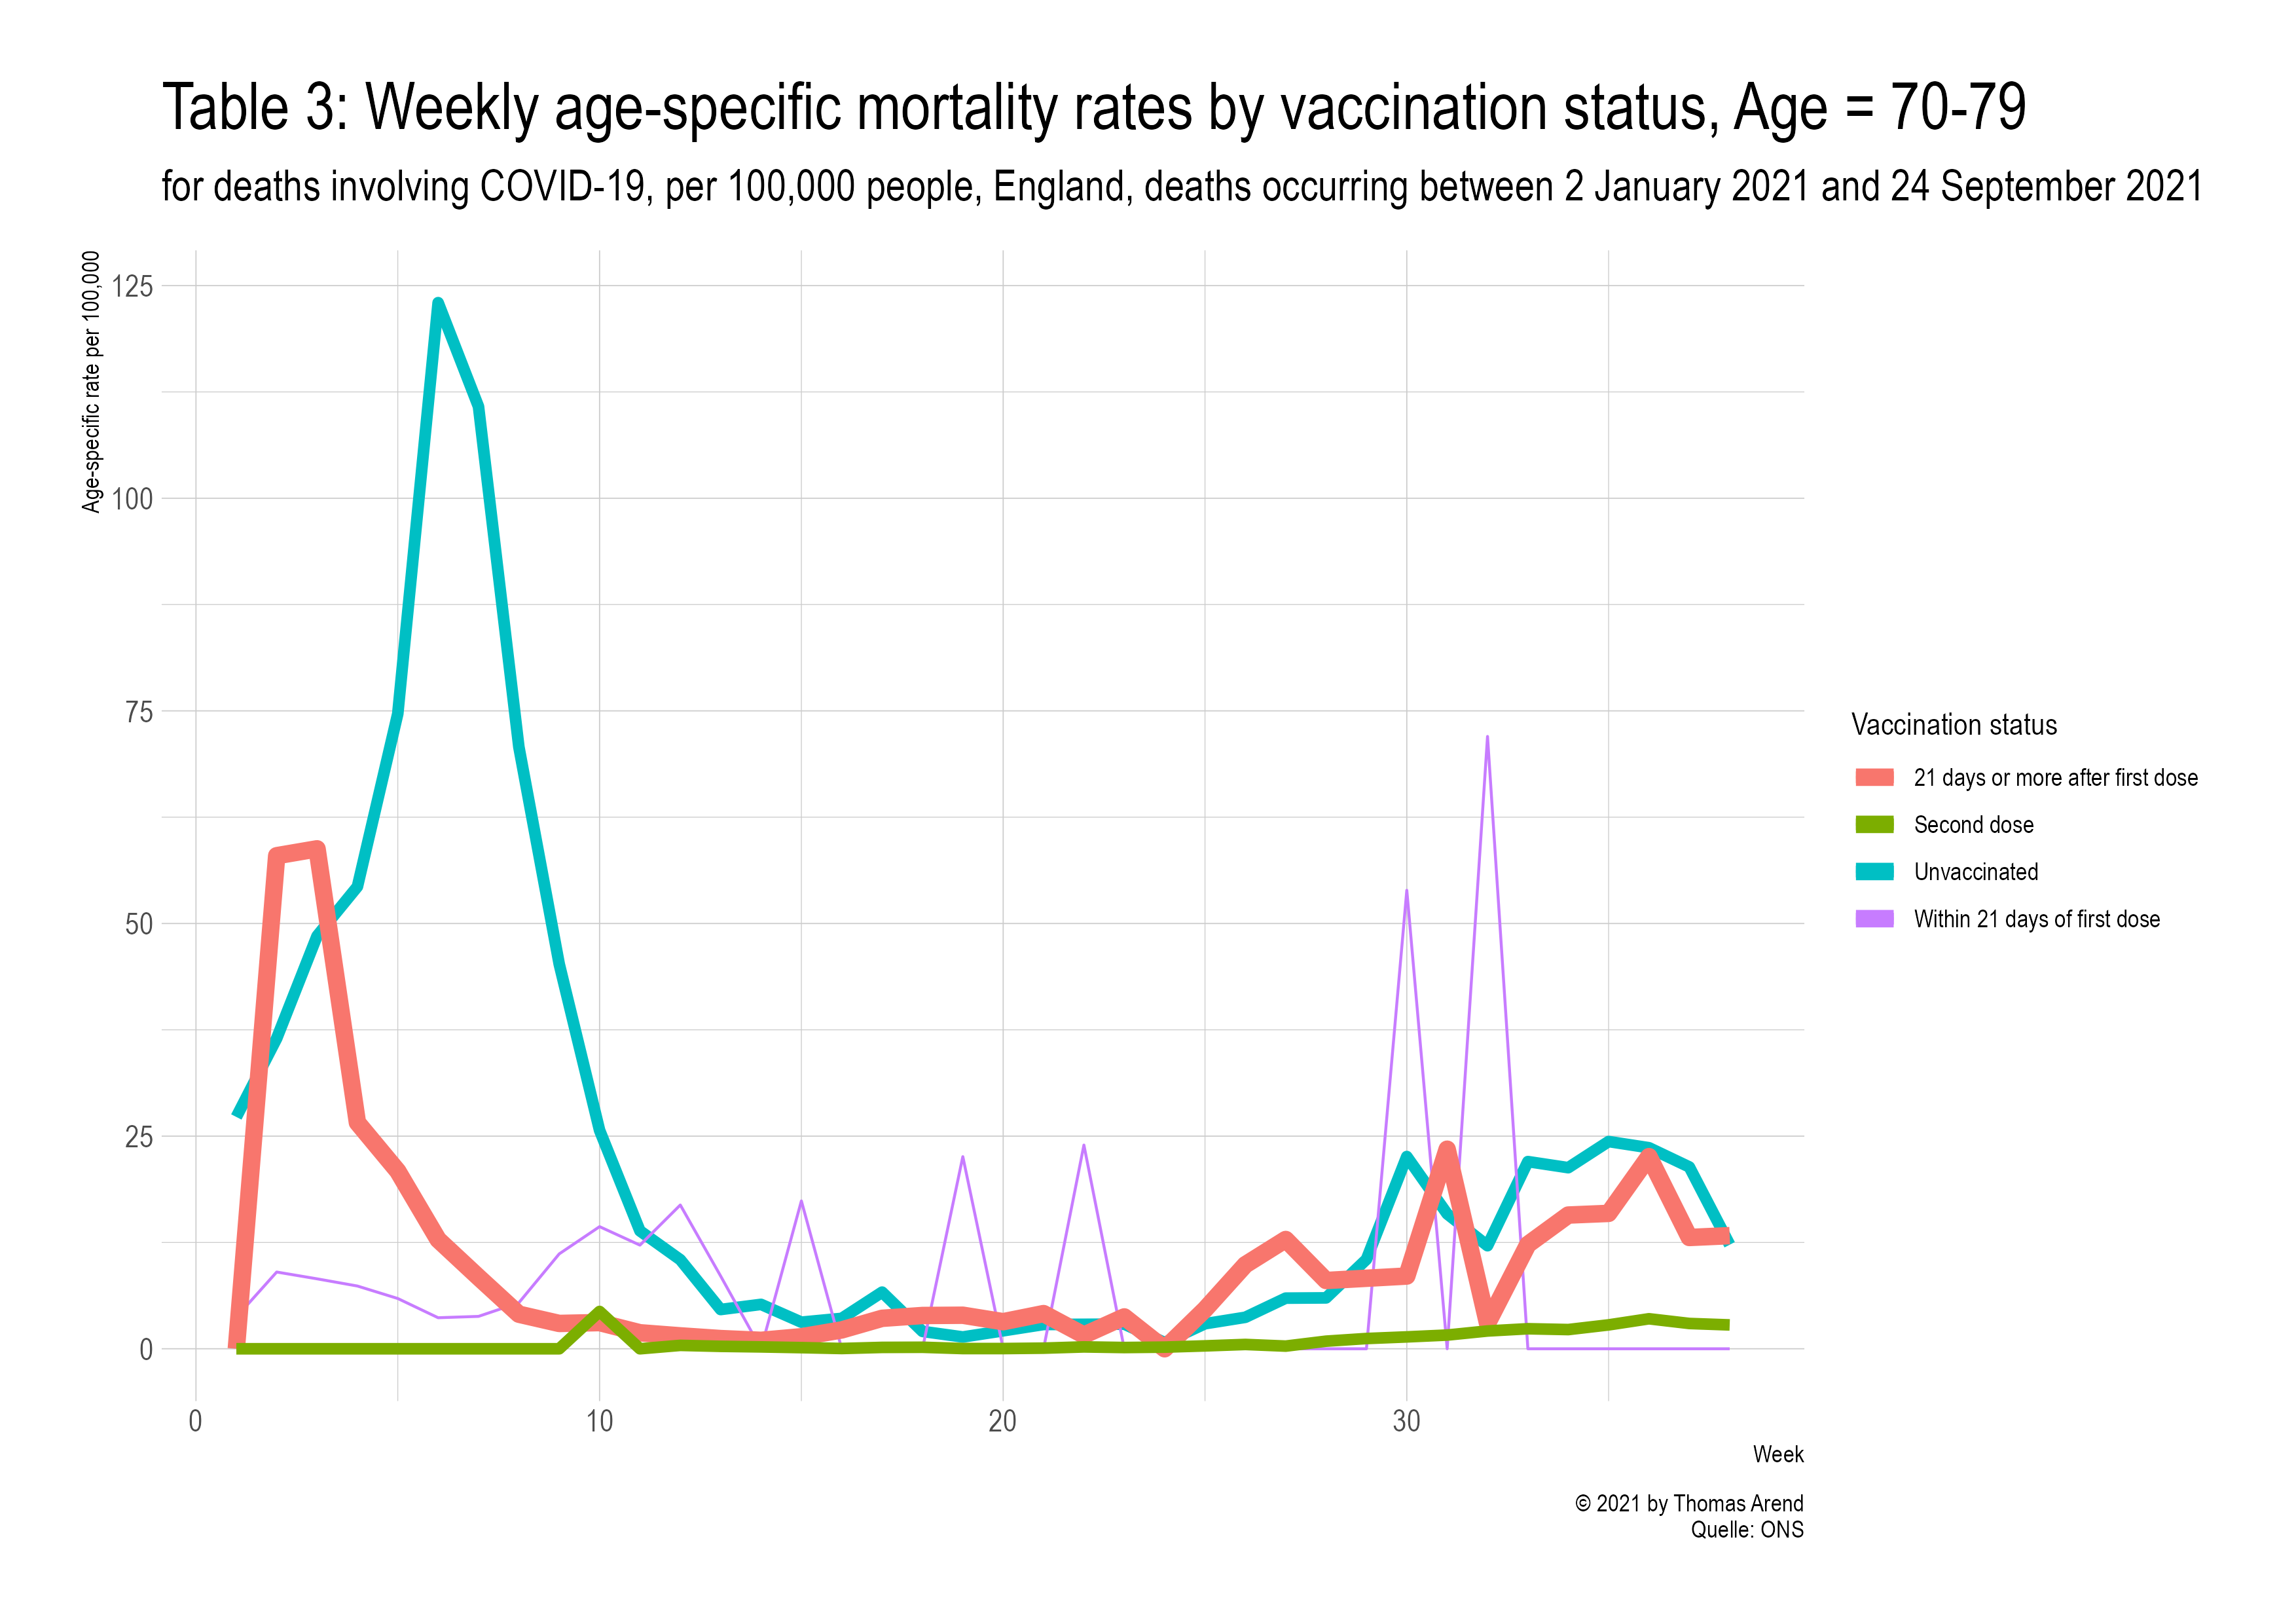 Table 3: Weekly age-specific mortality rates by vaccination status, Age = 70-79
for deaths involving COVID-19, per 100,000 people, England, deaths occurring between 2 January 2021 and 24 September 2021
Age-specific rate per 100,000
125
100
75
50
25
0
0
10
20
30
Week
Vaccination status
21 days or more after first dose
Second dose
Unvaccinated
Within 21 days of first dose
© 2021 by Thomas Arend
Quelle: ONS